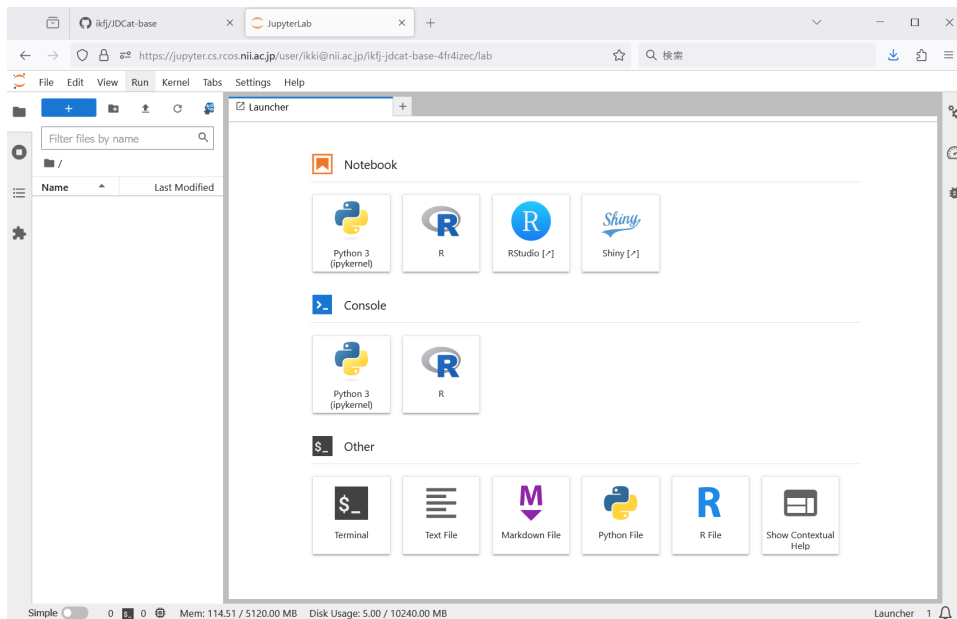 ikfj/JDCat-base
JupyterLab
https://jupyter.cs.rcos.nii.ac.jp/user/ikki@nii.ac.jp/ikfj-jdcat-base-4fr4izec/lab
検索
File Edit View Run Kernel Tabs Settings Help
+
Launcher
+
Filter files by name
/
Name Last Modified
Notebook
Python 3
(ipykernel)
R
RStudio [↗]
Shiny
Shiny [↗]
Console
Python 3
(ipykernel)
R
Other
$_
Terminal
Text File
M
Markdown File
Python File
R
R File
Show Contextual
Help
Simple 0 $_ 0 Mem: 114.51 / 5120.00 MB Disk Usage: 5.00 / 10240.00 MB Launcher 1